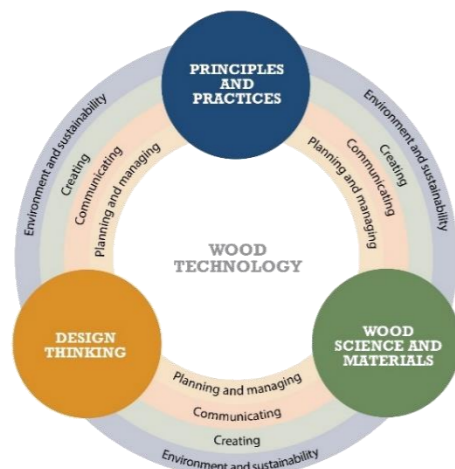 PRINCIPLES
AND
PRACTICES
Environment and sustainability
Creating
Communicating
Planning and managing
Environment and sustainability
Creating
Communicating
Planning and managing
WOOD
TECHNOLOGY
DESIGN
THINKING
WOOD
SCIENCE AND
MATERIALS
Planning and managing
Communicating
Creating
Environment and sustainability